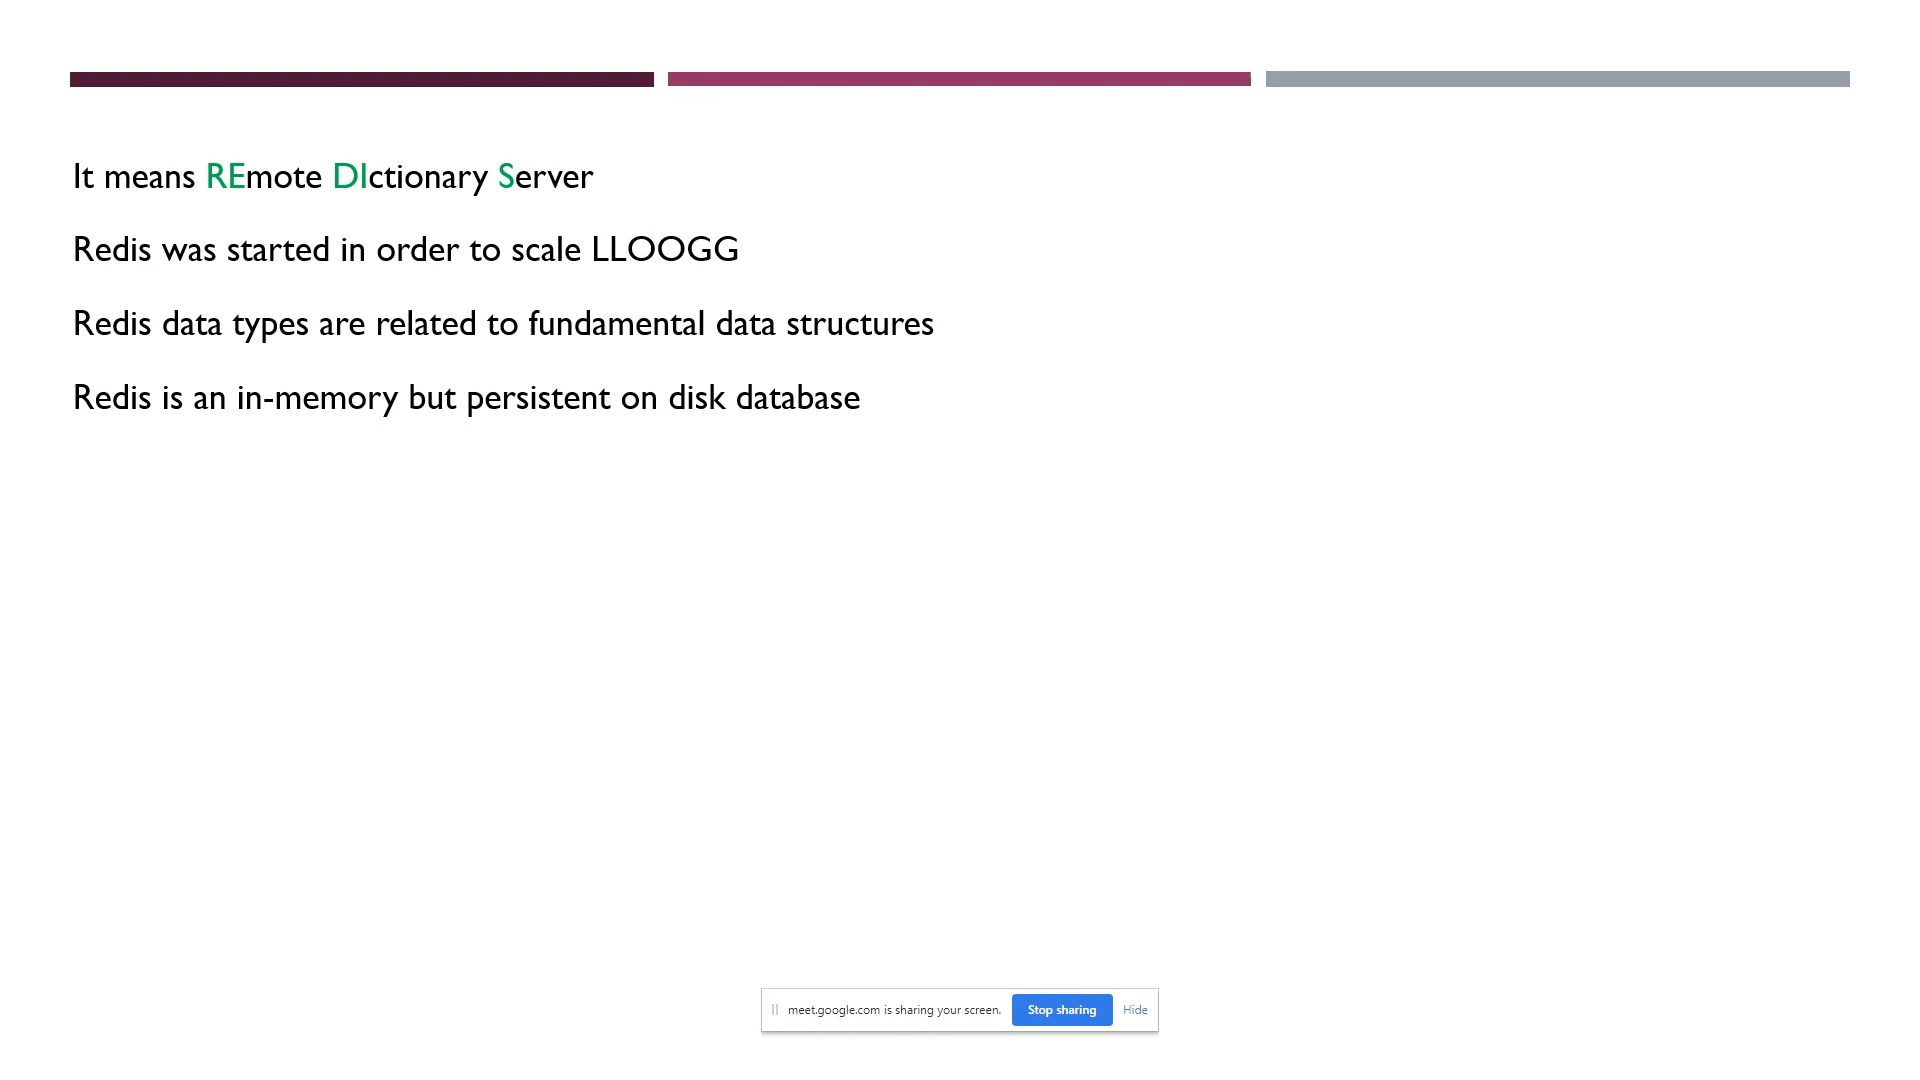 It means REmote DIctionary Server
Redis was started in order to scale LLOOGG
Redis data types are related to fundamental data structures
Redis is an in-memory but persistent on disk database
meet.google.com is sharing your screen. Stop sharing Hide